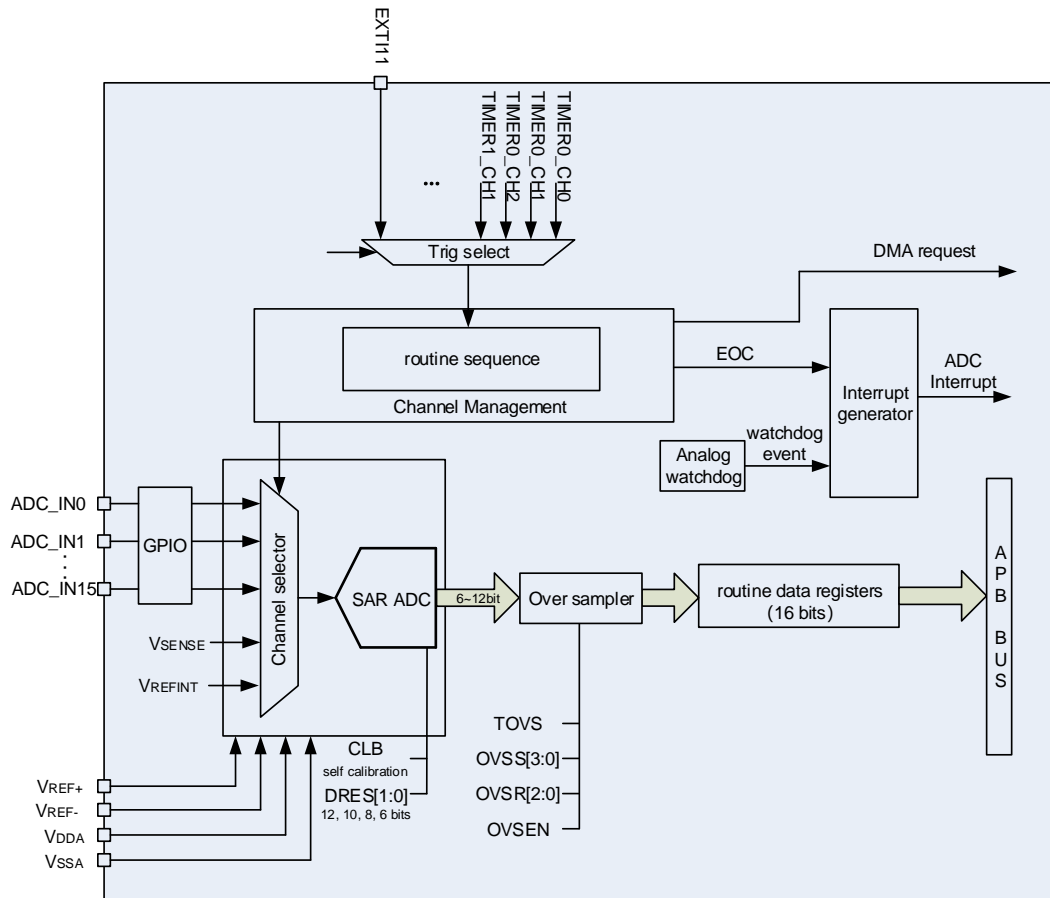 EXTI11
TIMER1_CH1
TIMER0_CH2
TIMER0_CH1
TIMER0_CH0
...
Trig select
DMA request
routine sequence
EOC
ADC
Interrupt
Channel Management
Interrupt
generator
watchdog
event
Analog
watchdog
ADC_IN0
ADC_IN1
ADC_IN15
GPIO
Channel selector
SAR ADC
6~12bit
Over sampler
routine data registers
(16 bits)
APB BUS
VSENSE
VREFINT
TOVS
OVSS[3:0]
OVSR[2:0]
OVSEN
CLB
self calibration
DRES[1:0]
12, 10, 8, 6 bits
VREF+
VREF-
VDDA
VSSA